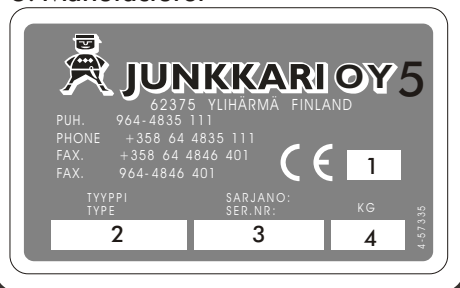 JUNKKARI OY 5
62375 YLIHÄRMÄ FINLAND
PUH. 964-4835 111
PHONE +358 64 4835 111
FAX. +358 64 4846 401
FAX. 964-4846 401
CE 1
TYYPPI SARJANO:
TYPE SER.NR: KG
2 3 4
4-57335